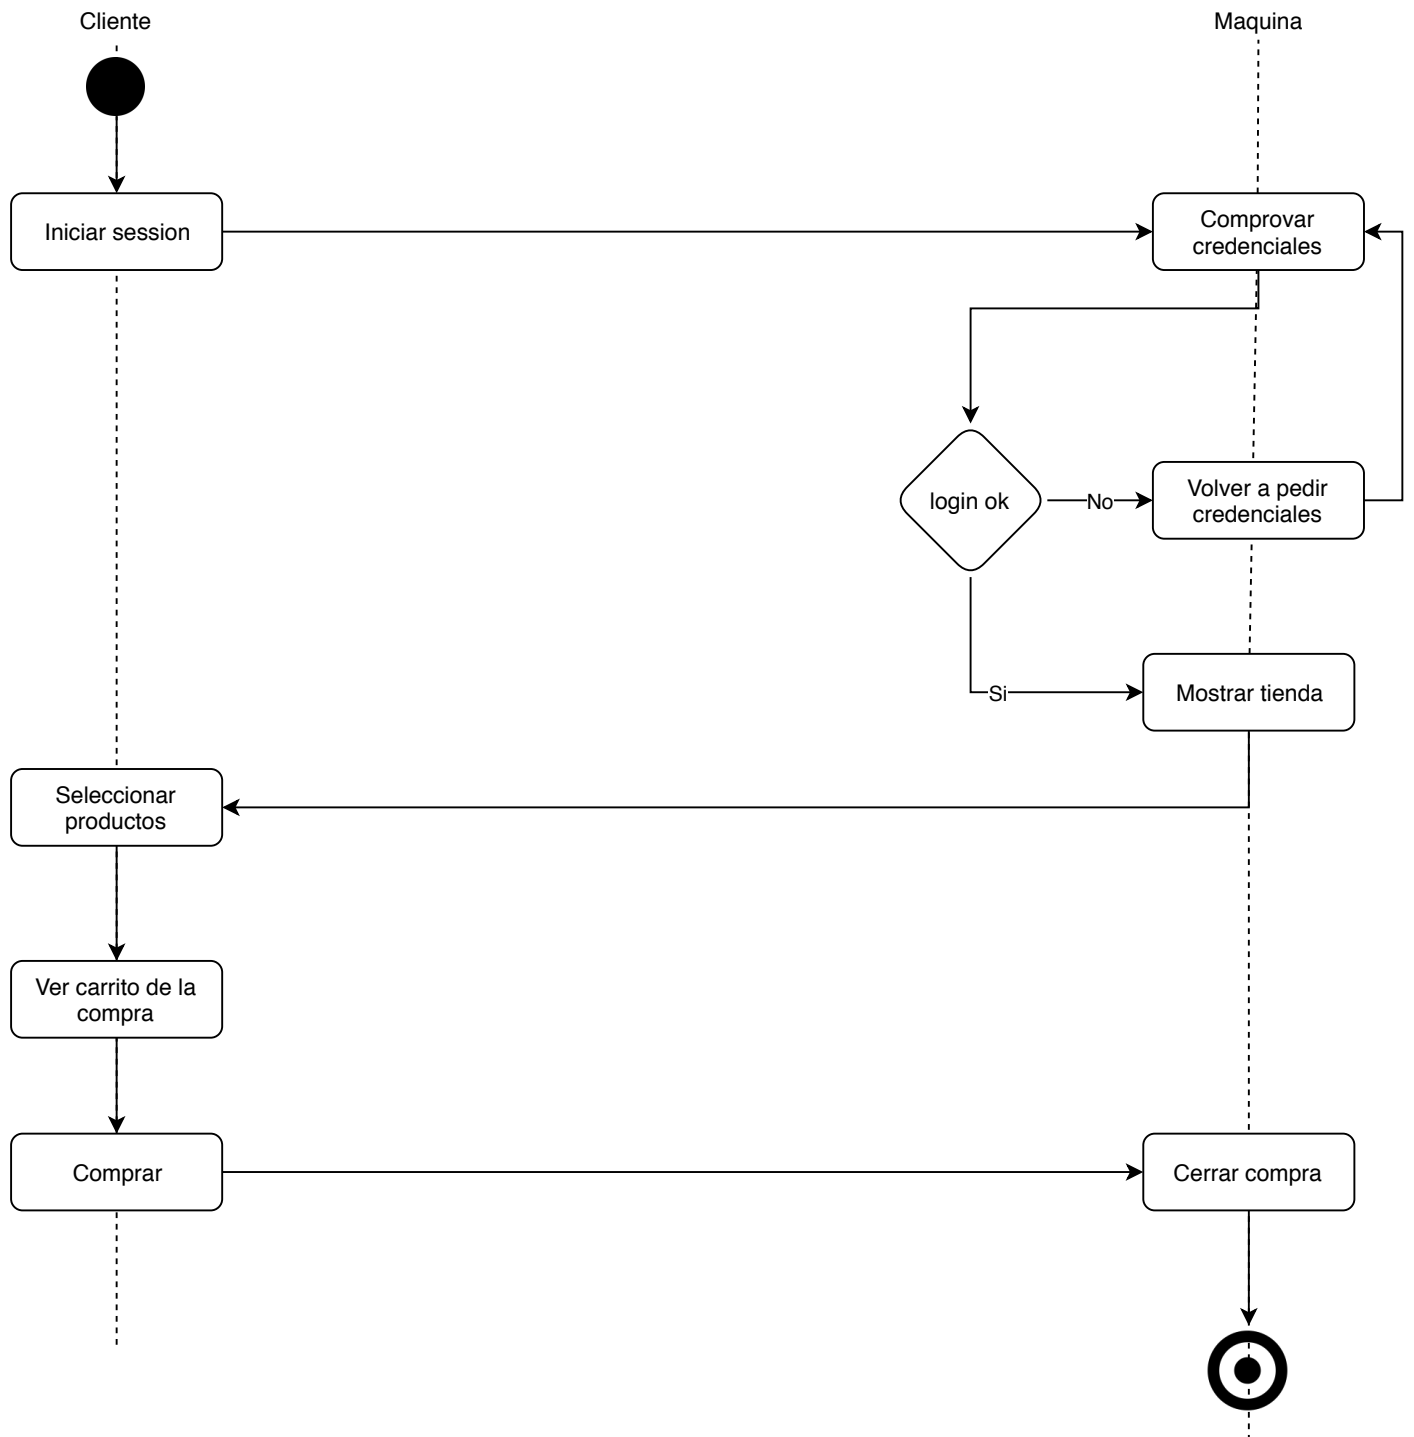 Cliente
Maquina
Iniciar session
Comprovar
credenciales
login ok
No
Volver a pedir
credenciales
Si
Mostrar tienda
Seleccionar
productos
Ver carrito de la
compra
Comprar
Cerrar compra